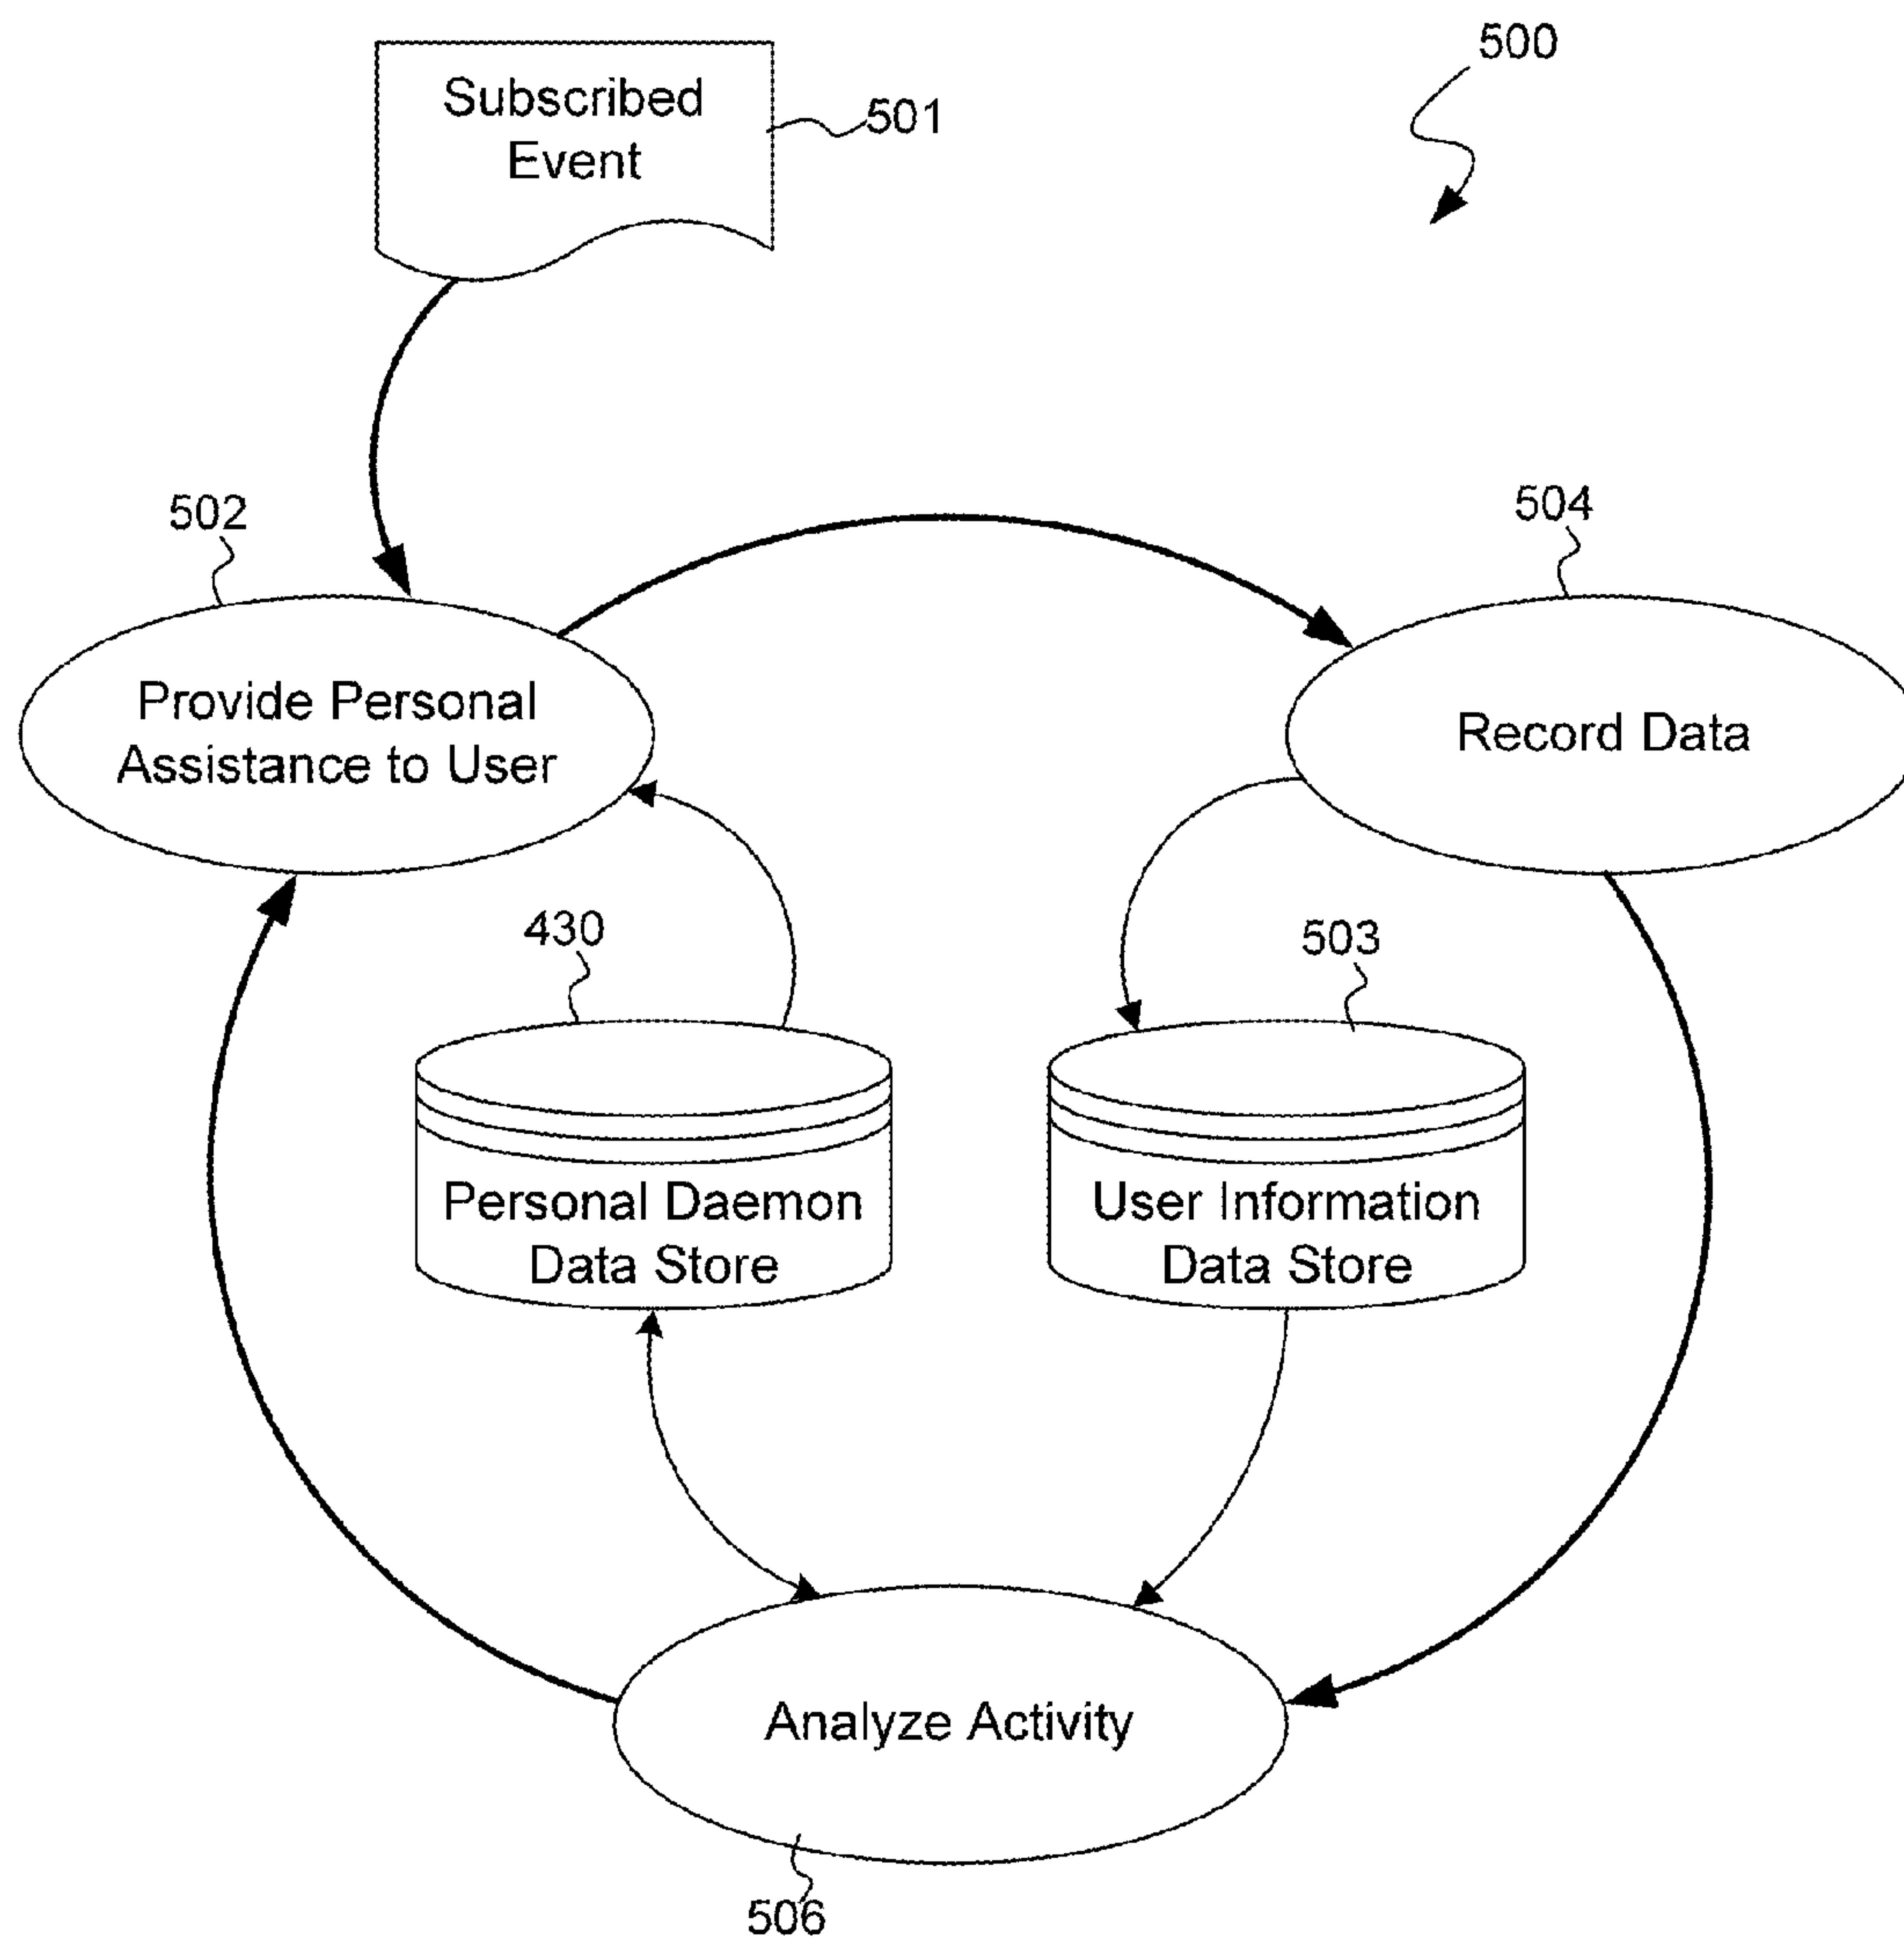 500
Subscribed
Event
501
502
504
Provide Personal
Assistance to User
Record Data
430
503
Personal Daemon
Data Store
User Information
Data Store
Analyze Activity
506